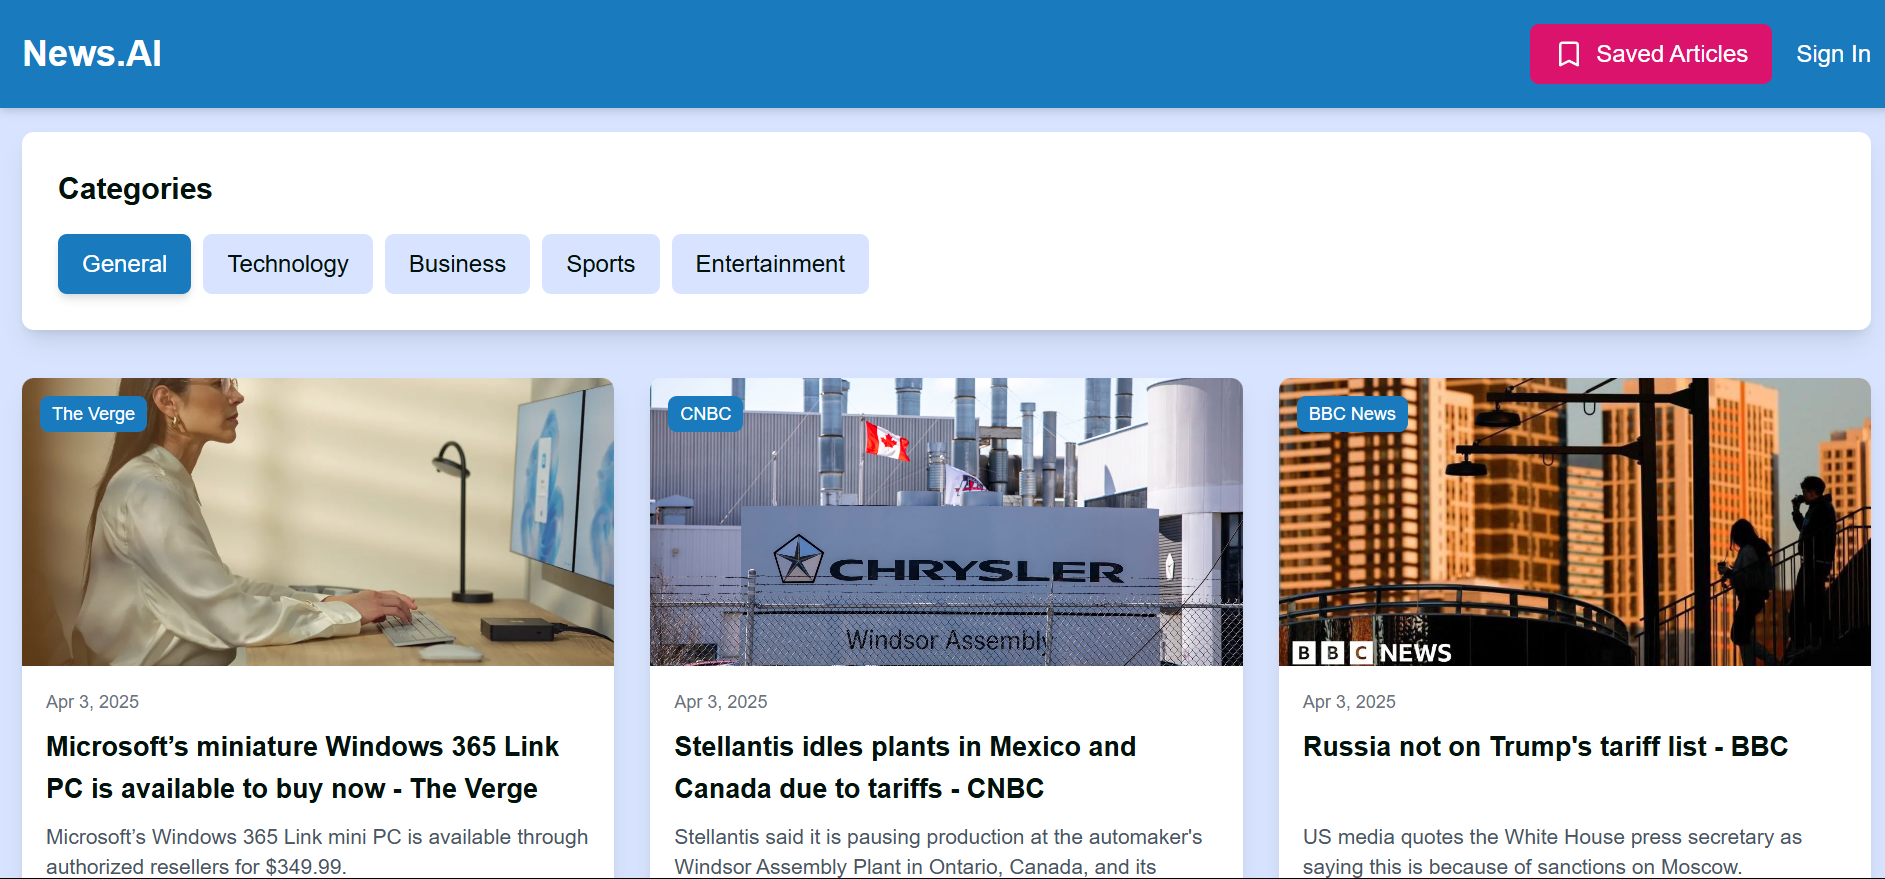 News.AI
Saved Articles
Sign In
Categories
General
Technology
Business
Sports
Entertainment
The Verge
Apr 3, 2025
Microsoft’s miniature Windows 365 Link
PC is available to buy now - The Verge
Microsoft’s Windows 365 Link mini PC is available through
authorized resellers for $349.99.
CNBC
CHRYSLER
Windsor Assembly
Apr 3, 2025
Stellantis idles plants in Mexico and
Canada due to tariffs - CNBC
Stellantis said it is pausing production at the automaker's
Windsor Assembly Plant in Ontario, Canada, and its
BBC News
BBC NEWS
Apr 3, 2025
Russia not on Trump's tariff list - BBC
US media quotes the White House press secretary as
saying this is because of sanctions on Moscow.